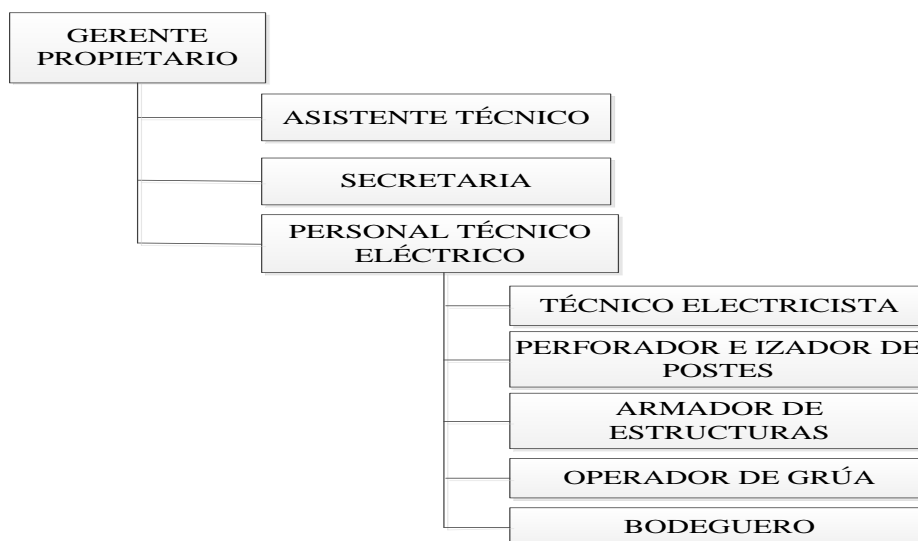 GERENTE
PROPIETARIO
ASISTENTE TÉCNICO
SECRETARIA
PERSONAL TÉCNICO
ELÉCTRICO
TÉCNICO ELECTRICISTA
PERFORADOR E IZADOR DE
POSTES
ARMADOR DE
ESTRUCTURAS
OPERADOR DE GRÚA
BODEGUERO